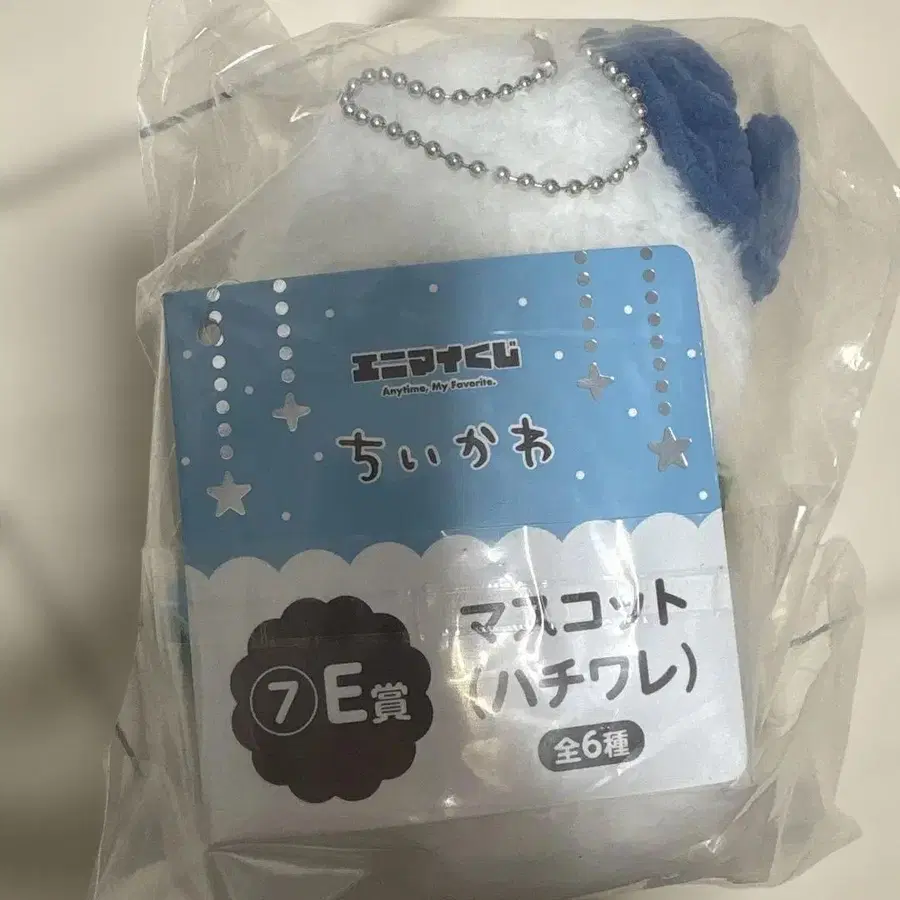 エニマイくじ
Anytime, My Favorite.
ちいかわ
⑦E賞
マスコット
(ハチワレ)
全6種